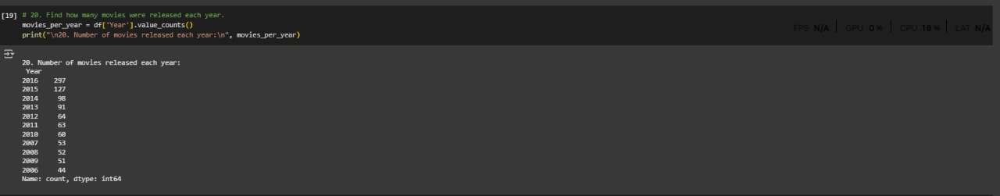 [19] # 20. Find how many movies were released each year.
movies_per_year = df['Year'].value_counts()
print("\n20. Number of movies released each year:\n", movies_per_year)
FPS N/A | GPU 0% | CPU 16% | LAT N/A
20. Number of movies released each year:
Year
2016 297
2015 127
2014 98
2013 91
2012 64
2011 63
2010 60
2007 53
2008 52
2009 51
2006 44
Name: count, dtype: int64